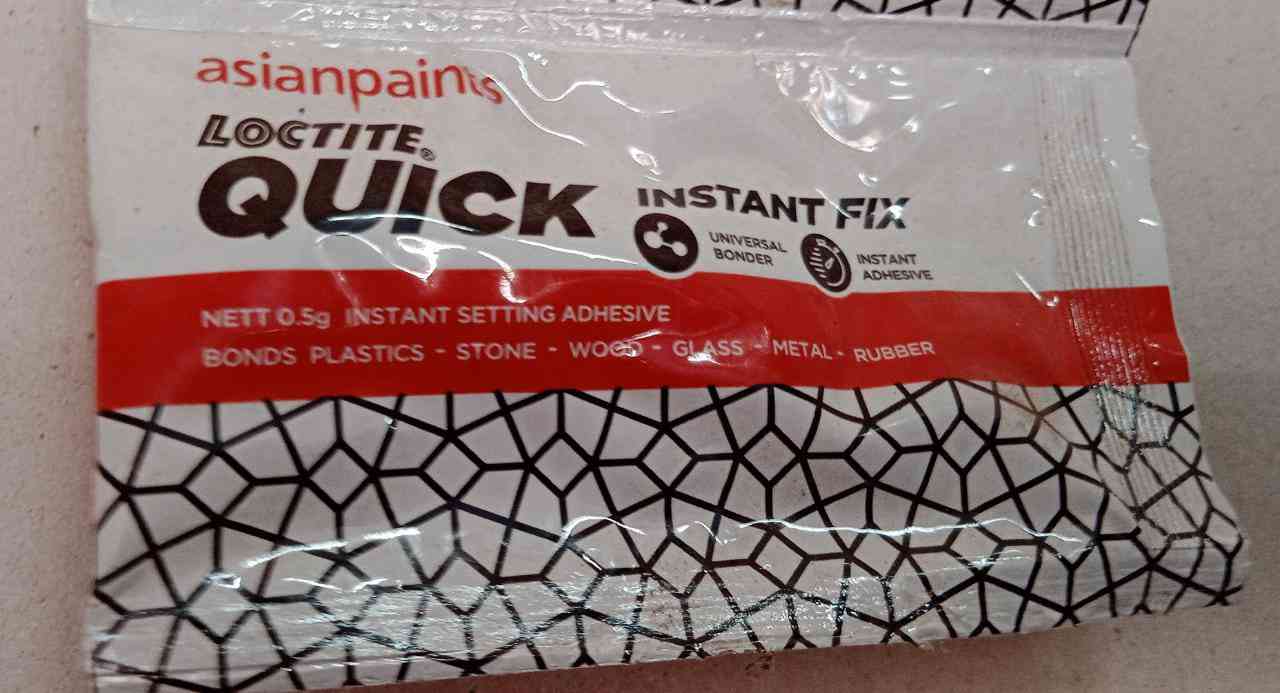 asianpaints
LOCTITE®
QUICK
INSTANT FIX
UNIVERSAL
BONDER
INSTANT
ADHESIVE
NETT 0.5g INSTANT SETTING ADHESIVE
BONDS PLASTICS - STONE - WOOD - GLASS - METAL - RUBBER